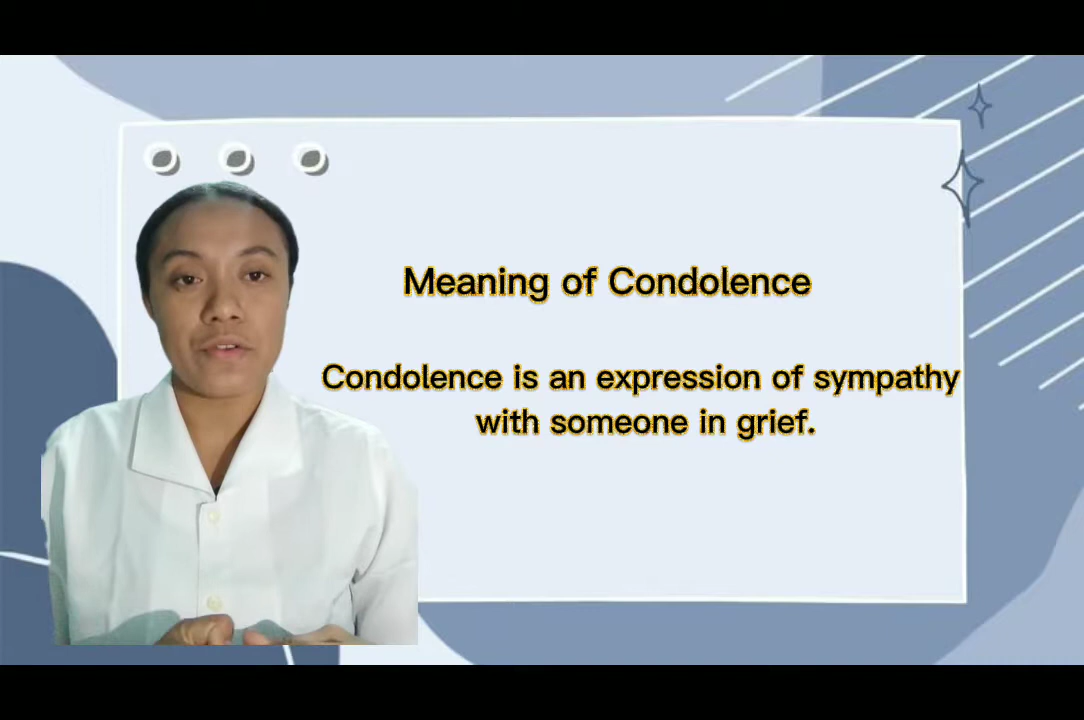 Meaning of Condolence
Condolence is an expression of sympathy
with someone in grief.